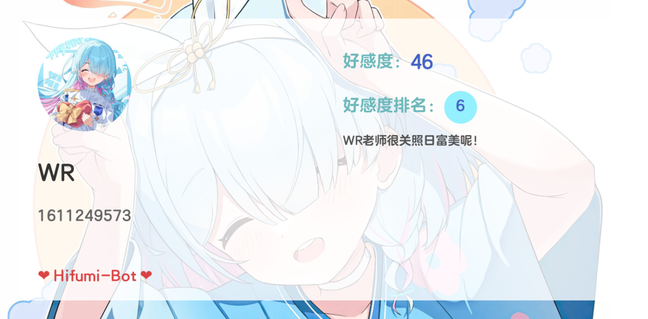 好感度：46
好感度排名：6
WR老师很关照日富美呢！
WR
1611249573
❤ Hifumi-Bot ❤